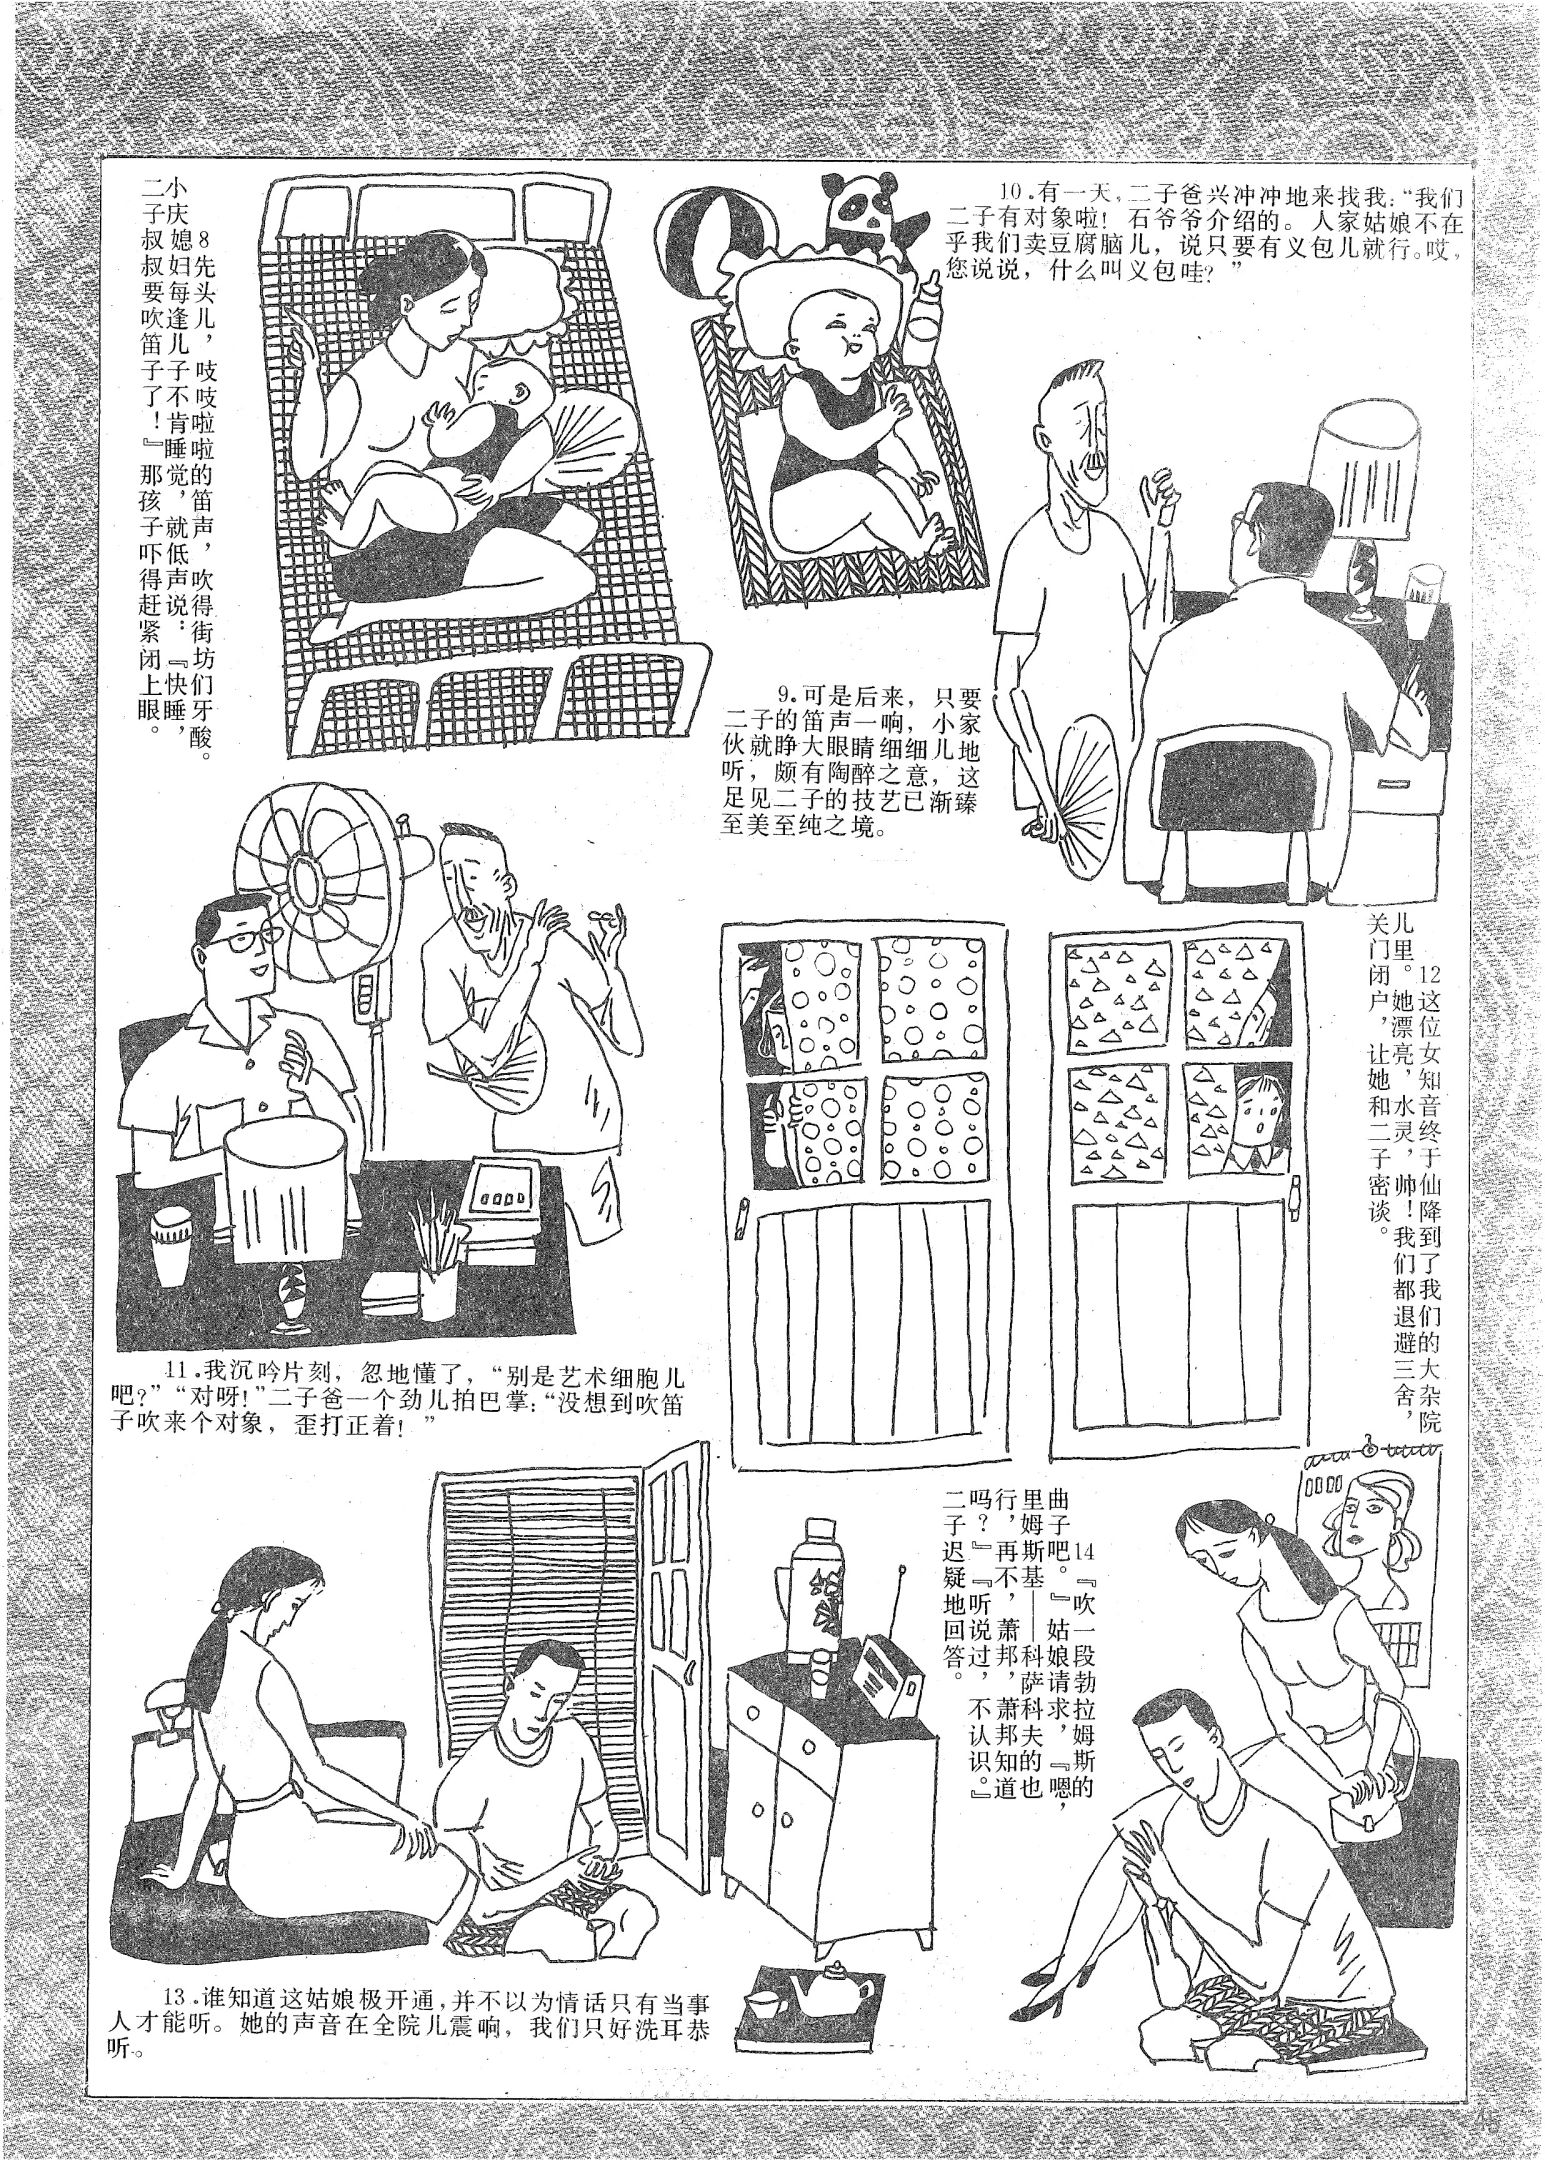 8先头儿，吱吱啦啦的笛声，吹得街坊们牙酸。
小庆媳妇每逢儿子不肯睡觉，就低声说：『快睡，
二子叔叔要吹笛子了！』那孩子吓得赶紧闭上眼。
9.可是后来，只要
二子的笛声一响，小家
伙就睁大眼睛细细儿地
听，颇有陶醉之意，这
足见二子的技艺已渐臻
至美至纯之境。
10.有一天，二子爸兴冲冲地来找我：“我们
二子有对象啦！石爷爷介绍的。人家姑娘不在
乎我们卖豆腐脑儿，说只要有义包儿就行。哎，
您说说，什么叫义包哇？”
11.我沉吟片刻，忽地懂了，“别是艺术细胞儿
吧？”“对呀！”二子爸一个劲儿拍巴掌：“没想到吹笛
子吹来个对象，歪打正着！”
12这位女知音终于仙降到了我们的大杂院
儿里。她漂亮，水灵，帅！我们都退避三舍，
关门闭户，让她和二子密谈。
13.谁知道这姑娘极开通，并不以为情话只有当事
人才能听。她的声音在全院儿震响，我们只好洗耳恭
听。
14『吹一段勃拉姆斯的
曲子吧。』姑娘请求，『嗯，
里姆斯基——科萨科夫的也
行，再不，萧邦，萧邦知道
吗？』『听说过，不认识。』
二子迟疑地回答。